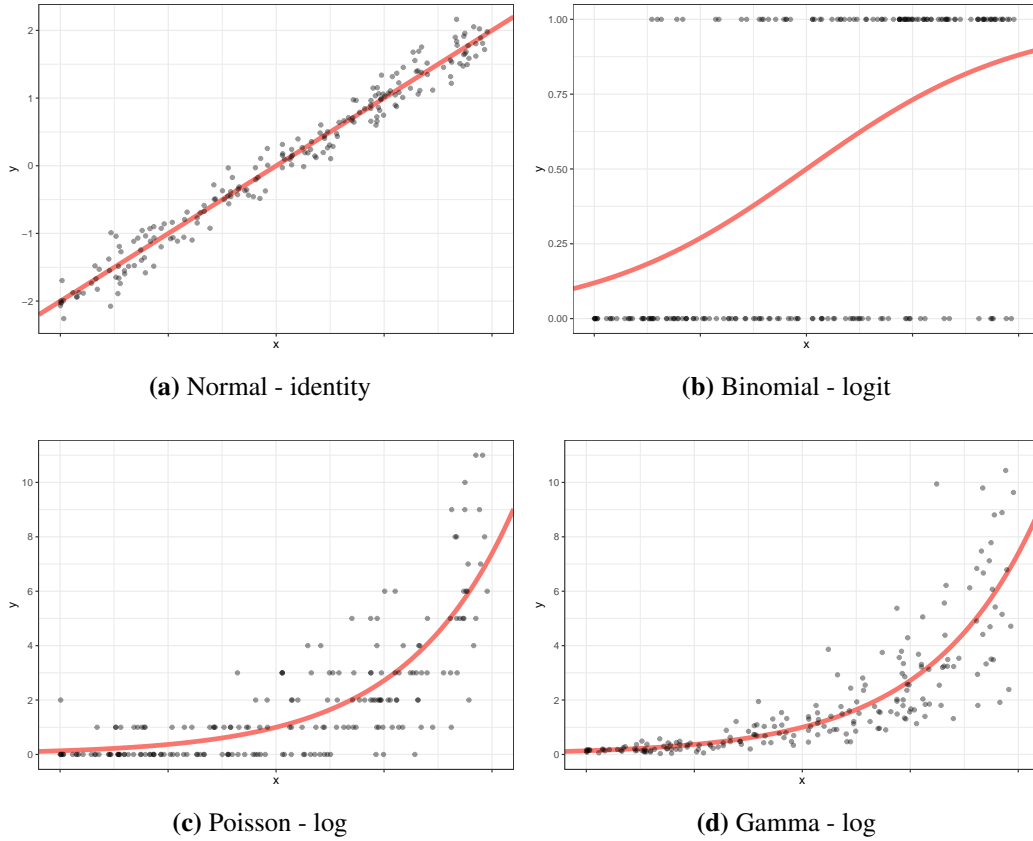 2
1
0
−1
−2
y
x
(a) Normal - identity
1.00
0.75
0.50
0.25
0.00
y
x
(b) Binomial - logit
10
8
6
4
2
0
y
x
(c) Poisson - log
10
8
6
4
2
0
y
x
(d) Gamma - log